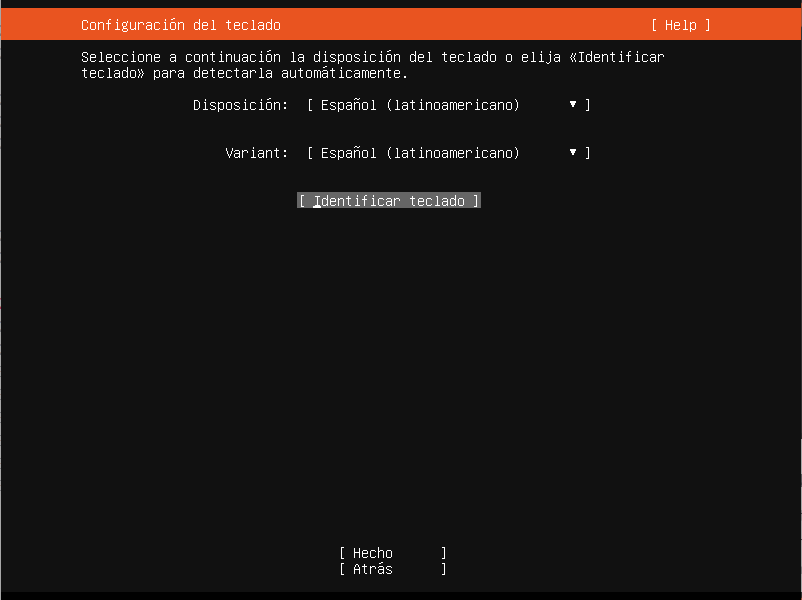 Configuración del teclado [ Help ]
Seleccione a continuación la disposición del teclado o elija «Identificar
teclado» para detectarla automáticamente.
Disposición: [ Español (latinoamericano) ▾ ]
Variant: [ Español (latinoamericano) ▾ ]
[ Identificar teclado ]
[ Hecho ]
[ Atrás ]